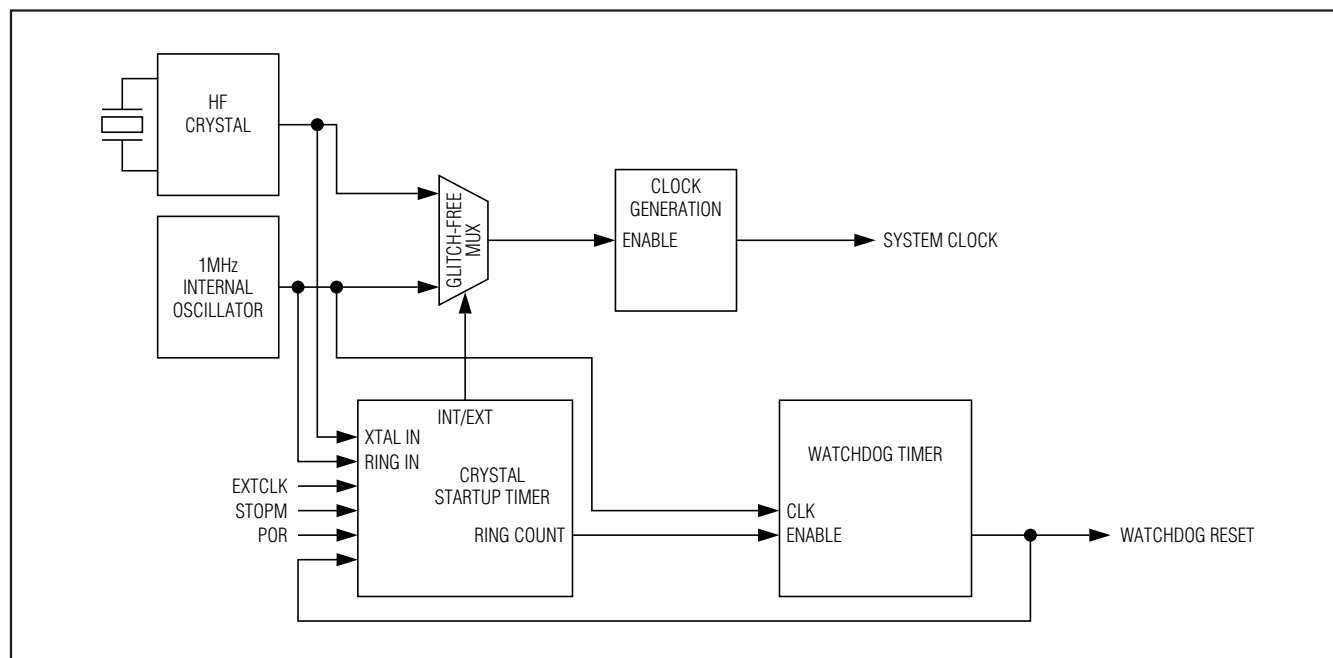 HF
CRYSTAL
1MHz
INTERNAL
OSCILLATOR
GLITCH-FREE
MUX
CLOCK
GENERATION
ENABLE
SYSTEM CLOCK
INT/EXT
XTAL IN
RING IN
CRYSTAL
STARTUP TIMER
EXTCLK
STOPM
POR
RING COUNT
WATCHDOG TIMER
CLK
ENABLE
WATCHDOG RESET